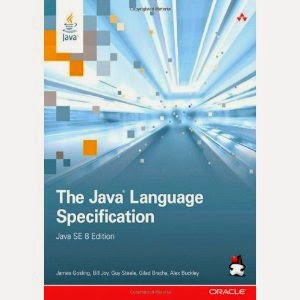 Java
The Java® Language
Specification
Java SE 8 Edition
James Gosling, Bill Joy, Guy Steele, Gilad Bracha, Alex Buckley
ORACLE